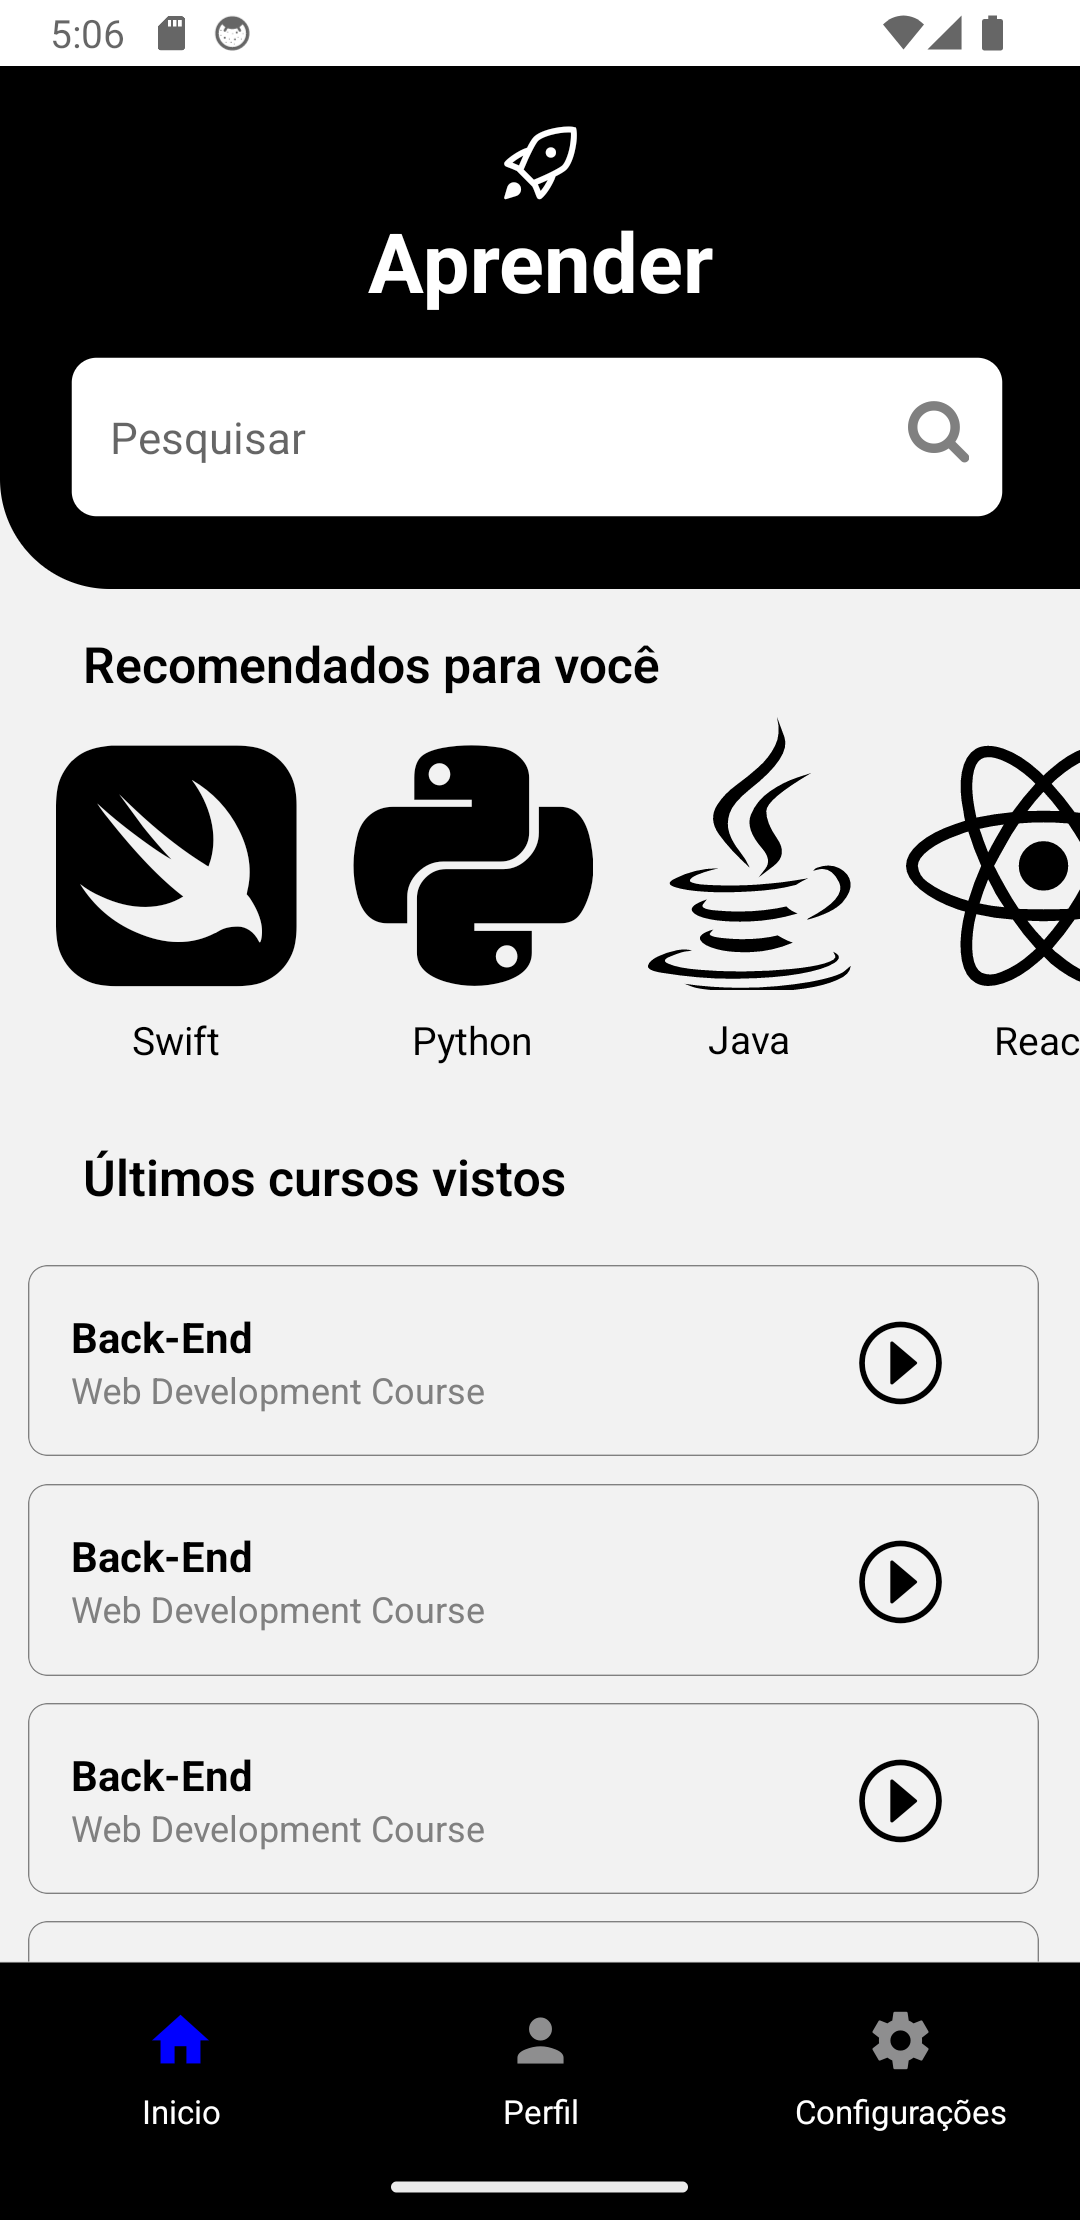 5:06
Aprender
Pesquisar
Recomendados para você
Swift
Python
Java
Reac
Últimos cursos vistos
Back-End
Web Development Course
Back-End
Web Development Course
Back-End
Web Development Course
Inicio
Perfil
Configurações